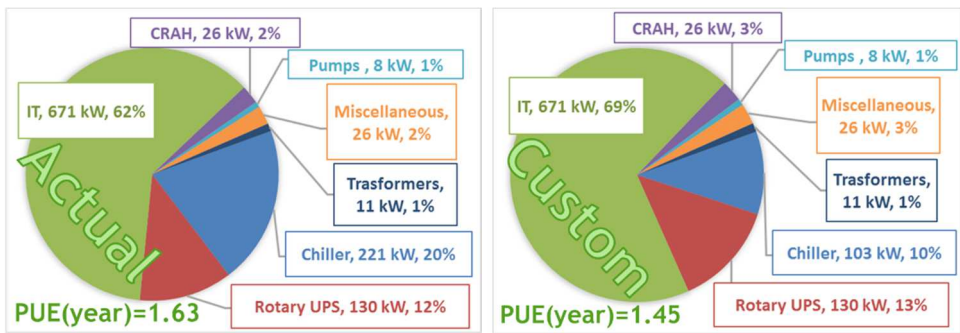 CRAH, 26 kW, 2%
Pumps , 8 kW, 1%
IT, 671 kW, 62%
Miscellaneous,
26 kW, 2%
Trasformers,
11 kW, 1%
Actual
Chiller, 221 kW, 20%
Rotary UPS, 130 kW, 12%
PUE(year)=1.63
CRAH, 26 kW, 3%
Pumps , 8 kW, 1%
IT, 671 kW, 69%
Miscellaneous,
26 kW, 3%
Trasformers,
11 kW, 1%
Custom
Chiller, 103 kW, 10%
Rotary UPS, 130 kW, 13%
PUE(year)=1.45